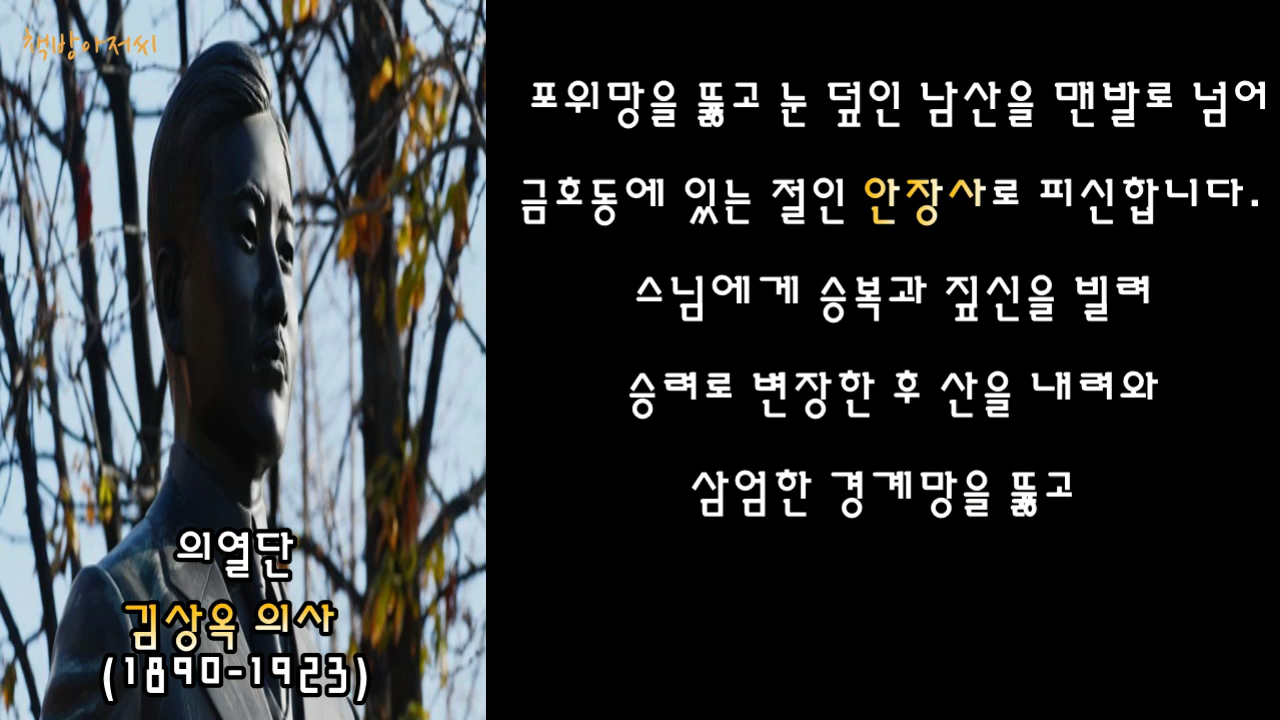 책방아저씨
포위망을 뚫고 눈 덮인 남산을 맨발로 넘어
금호동에 있는 절인 안장사로 피신합니다.
스님에게 승복과 짚신을 빌려
승려로 변장한 후 산을 내려와
삼엄한 경계망을 뚫고
의열단
김상옥 의사
(1890-1923)